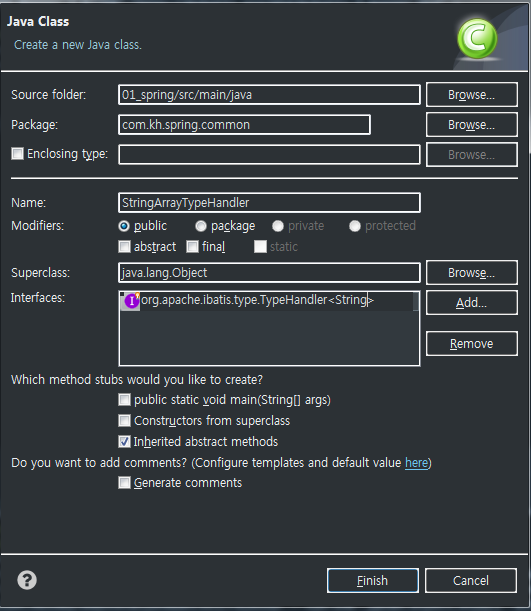 Java Class
Create a new Java class.
C
Source folder: 01_spring/src/main/java Browse...
Package: com.kh.spring.common Browse...
Enclosing type: Browse...
Name: StringArrayTypeHandler
Modifiers: public package private protected
abstract final static
Superclass: java.lang.Object Browse...
Interfaces: I org.apache.ibatis.type.TypeHandler<String> Add...
Remove
Which method stubs would you like to create?
public static void main(String[] args)
Constructors from superclass
Inherited abstract methods
Do you want to add comments? (Configure templates and default value here)
Generate comments
? Finish Cancel